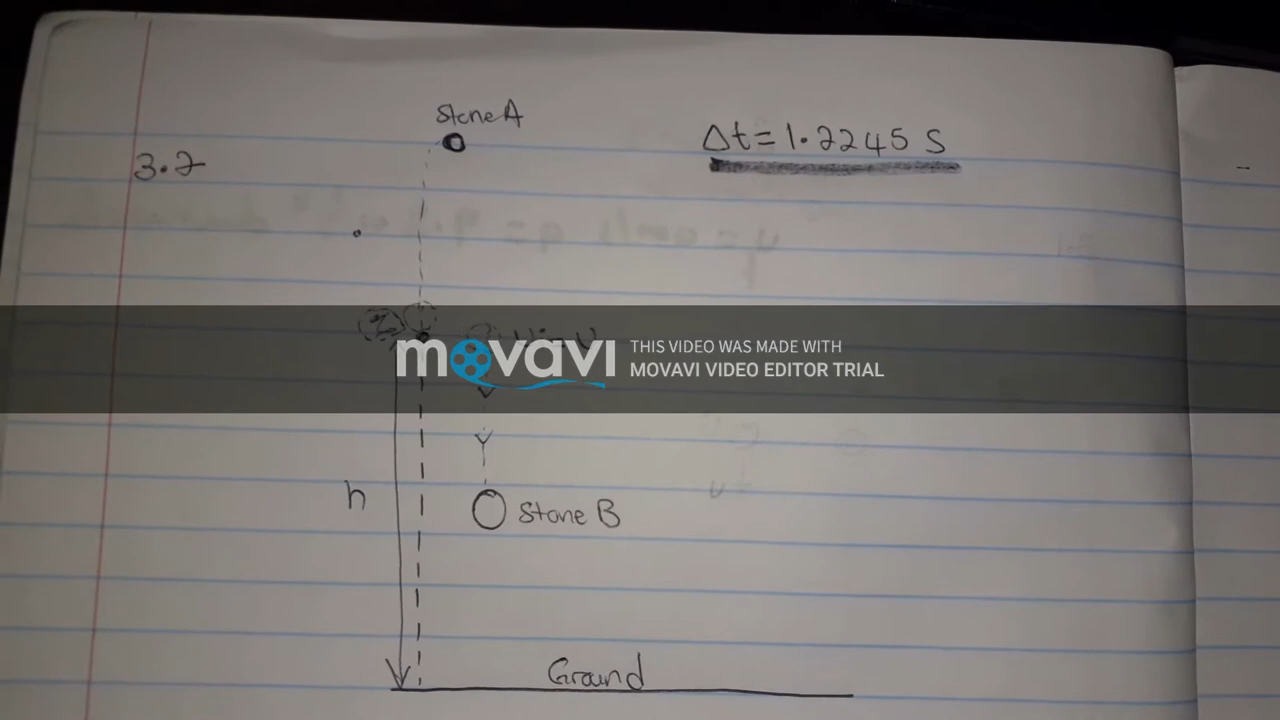 Stone A
Δt = 1.2245 s
3.2
movavi
THIS VIDEO WAS MADE WITH
MOVAVI VIDEO EDITOR TRIAL
h
Stone B
Ground